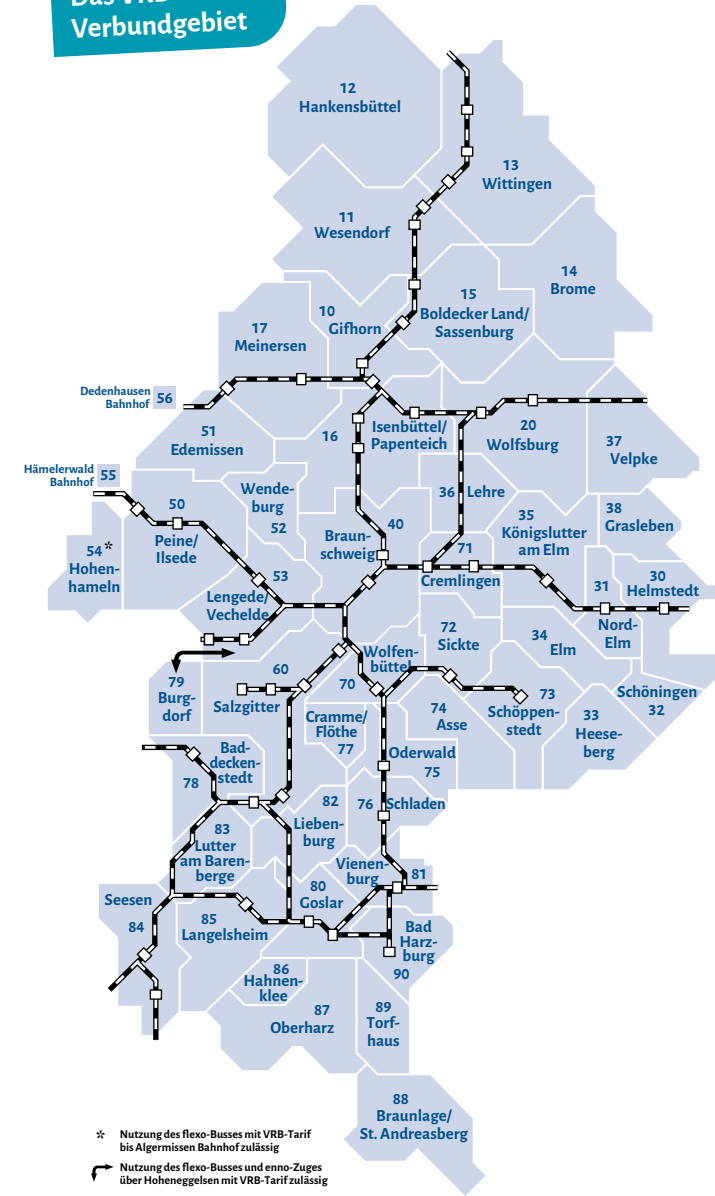 Das VRB-
Verbundgebiet
12
Hankensbüttel
13
Wittingen
11
Wesendorf
14
Brome
15
Boldecker Land/
Sassenburg
10
Gifhorn
17
Meinersen
Dedenhausen
Bahnhof
56
16
Isenbüttel/
Papenteich
20
Wolfsburg
51
Edemissen
37
Velpke
Hämelerwald
Bahnhof
55
Wende-
burg
52
36
Lehre
50
Peine/
Ilsede
40
Braun-
schweig
35
Königslutter
am Elm
38
Grasleben
54*
Hohen-
hameln
71
Cremlingen
53
Lengede/
Vechelde
31
Nord-
Elm
30
Helmstedt
72
Sickte
34
Elm
Wolfen-
büttel
70
60
Salzgitter
79
Burg-
dorf
73
Schöppen-
stedt
Schöningen
32
74
Asse
33
Heese-
berg
Cramme/
Flöthe
77
Bad-
decken-
stedt
78
Oderwald
75
82
Lieben-
burg
76
Schladen
83
Lutter
am Baren-
berge
Vienen-
burg
81
80
Goslar
Seesen
84
85
Langelsheim
Bad
Harz-
burg
90
86
Hahnen-
klee
87
Oberharz
89
Torf-
haus
88
Braunlage/
St. Andreasberg
* Nutzung des flexo-Busses mit VRB-Tarif
bis Algermissen Bahnhof zulässig
Nutzung des flexo-Busses und enno-Zuges
über Hoheneggelsen mit VRB-Tarif zulässig